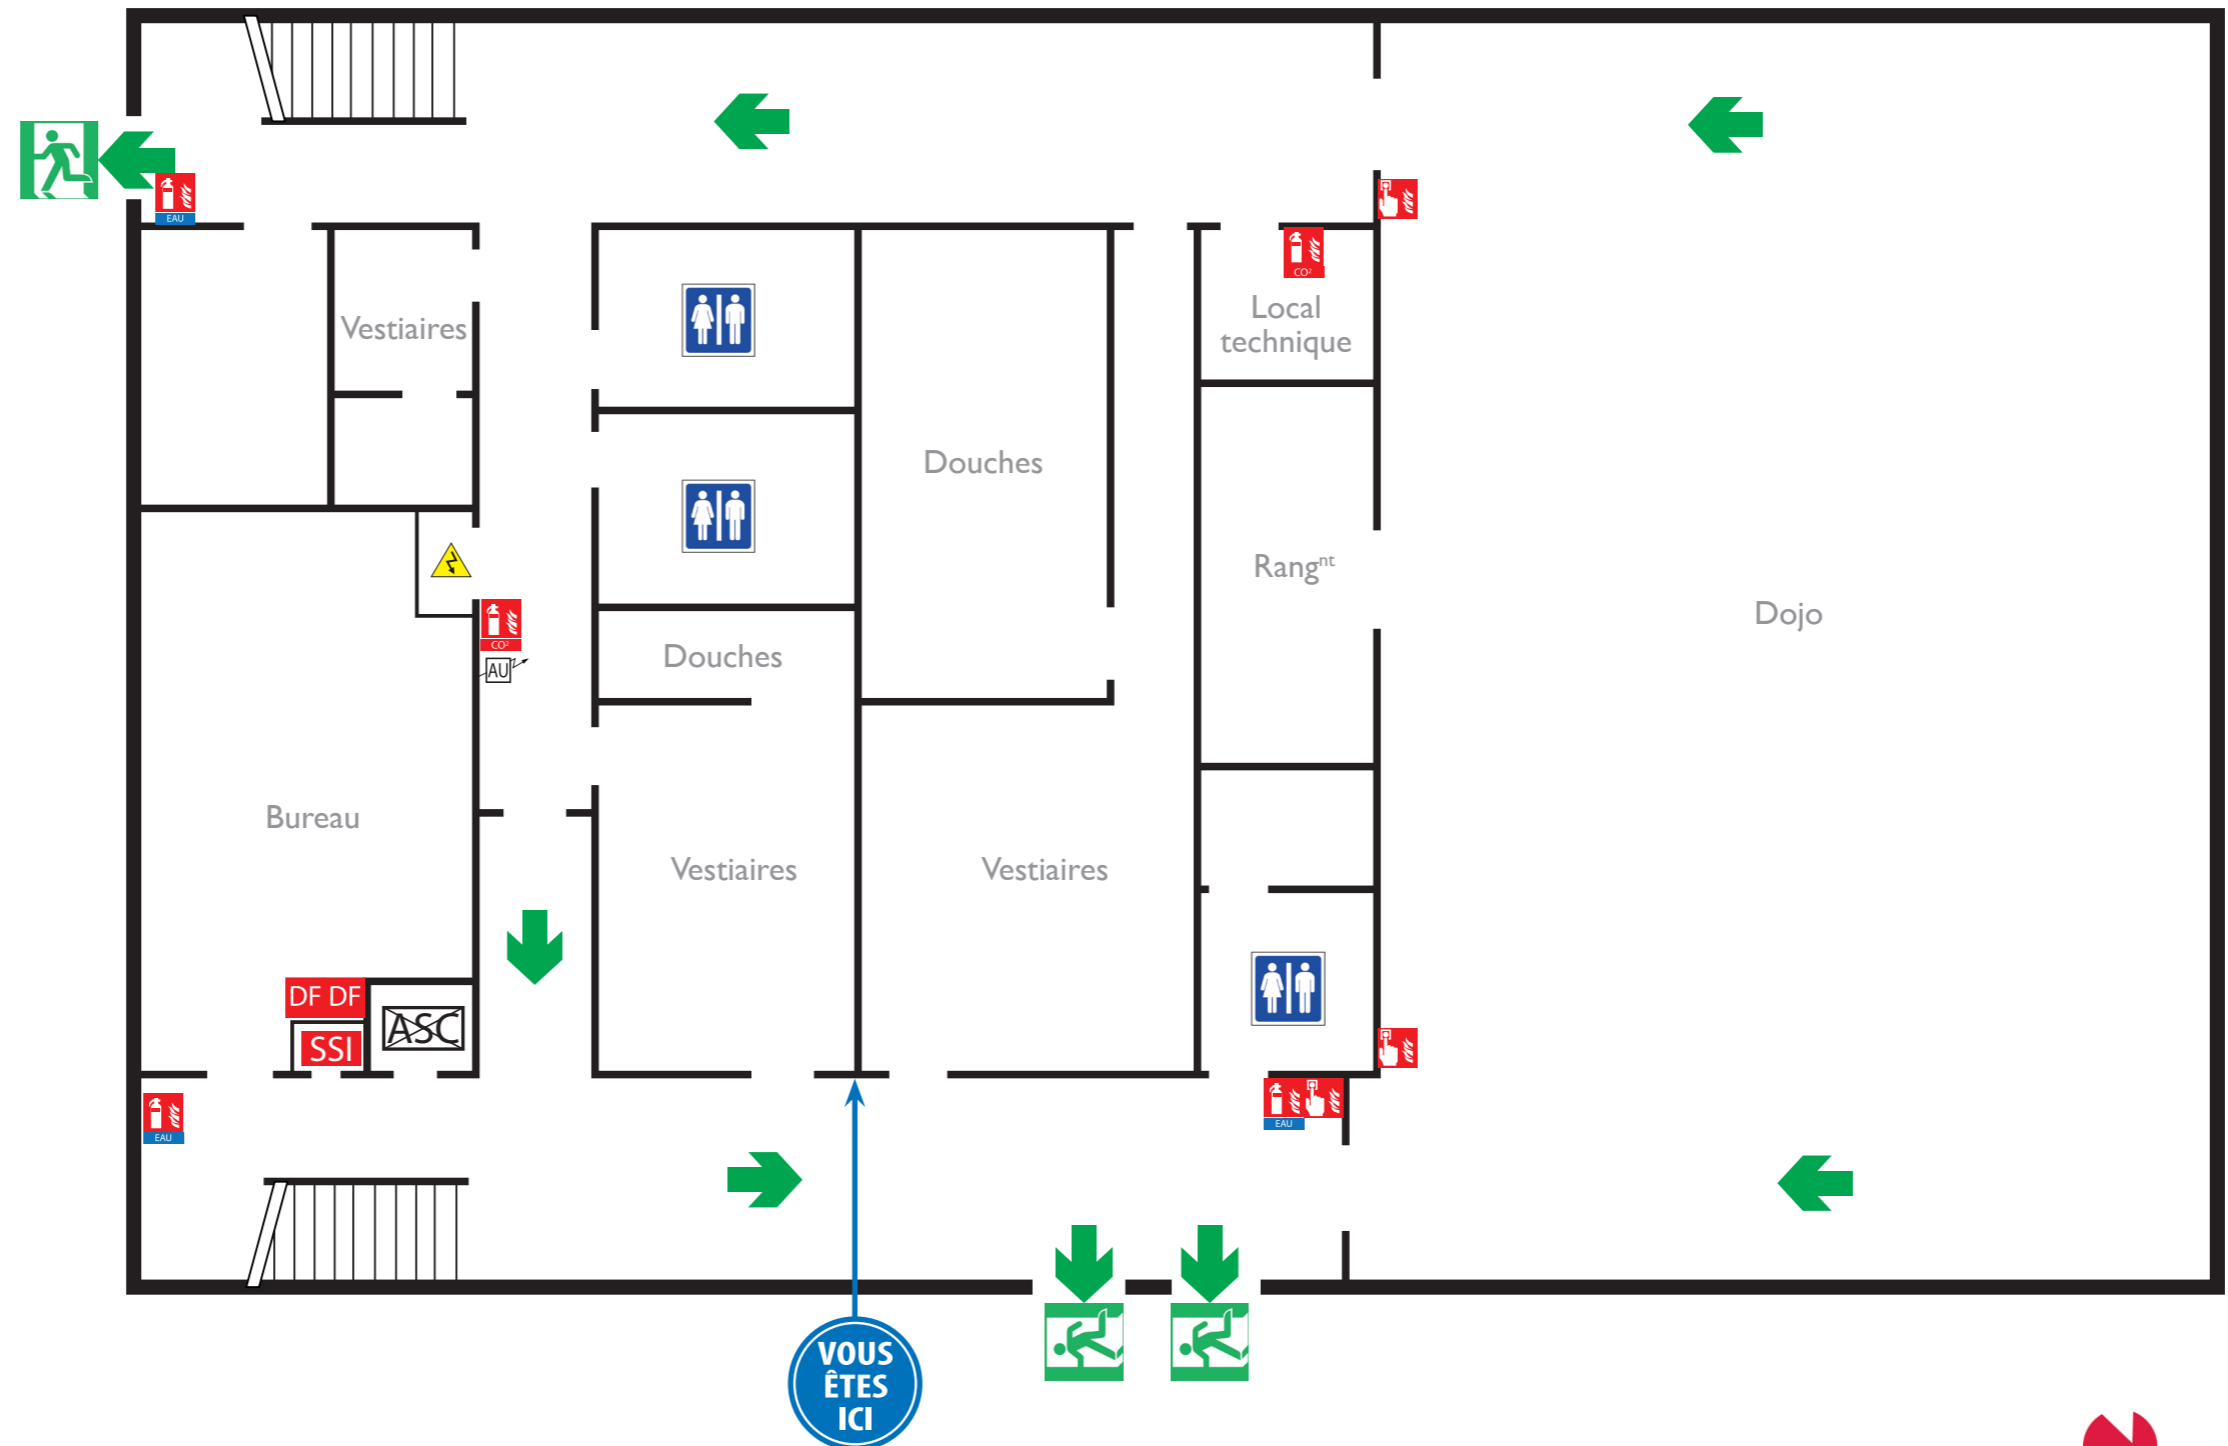 EAU
CO²
Local
technique
Vestiaires
Douches
Rangnt
Dojo
CO²
AU
Douches
Bureau
Vestiaires
Vestiaires
DF DF
ASC
SSI
EAU
EAU
VOUS
ÊTES
ICI